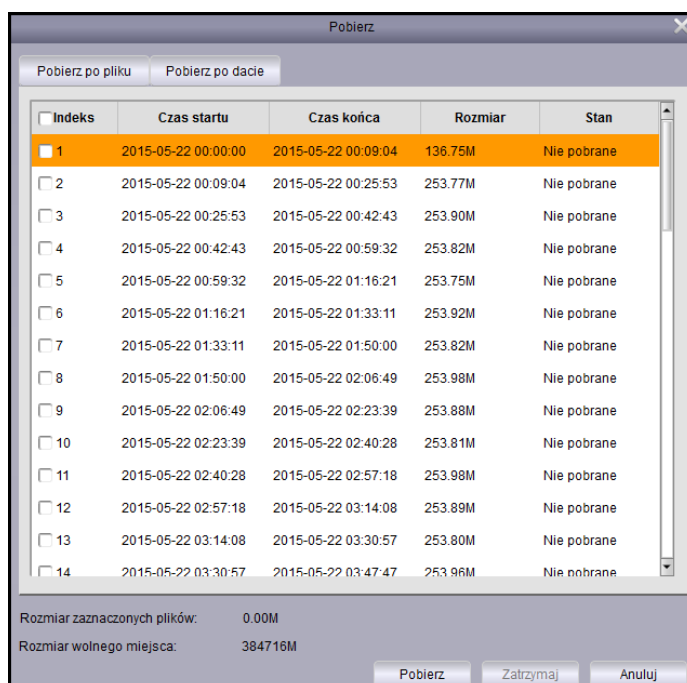 Pobierz
Pobierz po pliku Pobierz po dacie
Indeks Czas startu Czas końca Rozmiar Stan
1 2015-05-22 00:00:00 2015-05-22 00:09:04 136.75M Nie pobrane
2 2015-05-22 00:09:04 2015-05-22 00:25:53 253.77M Nie pobrane
3 2015-05-22 00:25:53 2015-05-22 00:42:43 253.90M Nie pobrane
4 2015-05-22 00:42:43 2015-05-22 00:59:32 253.82M Nie pobrane
5 2015-05-22 00:59:32 2015-05-22 01:16:21 253.75M Nie pobrane
6 2015-05-22 01:16:21 2015-05-22 01:33:11 253.92M Nie pobrane
7 2015-05-22 01:33:11 2015-05-22 01:50:00 253.82M Nie pobrane
8 2015-05-22 01:50:00 2015-05-22 02:06:49 253.98M Nie pobrane
9 2015-05-22 02:06:49 2015-05-22 02:23:39 253.88M Nie pobrane
10 2015-05-22 02:23:39 2015-05-22 02:40:28 253.81M Nie pobrane
11 2015-05-22 02:40:28 2015-05-22 02:57:18 253.98M Nie pobrane
12 2015-05-22 02:57:18 2015-05-22 03:14:08 253.89M Nie pobrane
13 2015-05-22 03:14:08 2015-05-22 03:30:57 253.80M Nie pobrane
14 2015-05-22 03:30:57 2015-05-22 03:47:47 253.96M Nie pobrane
Rozmiar zaznaczonych plików: 0.00M
Rozmiar wolnego miejsca: 384716M
Pobierz Zatrzymaj Anuluj